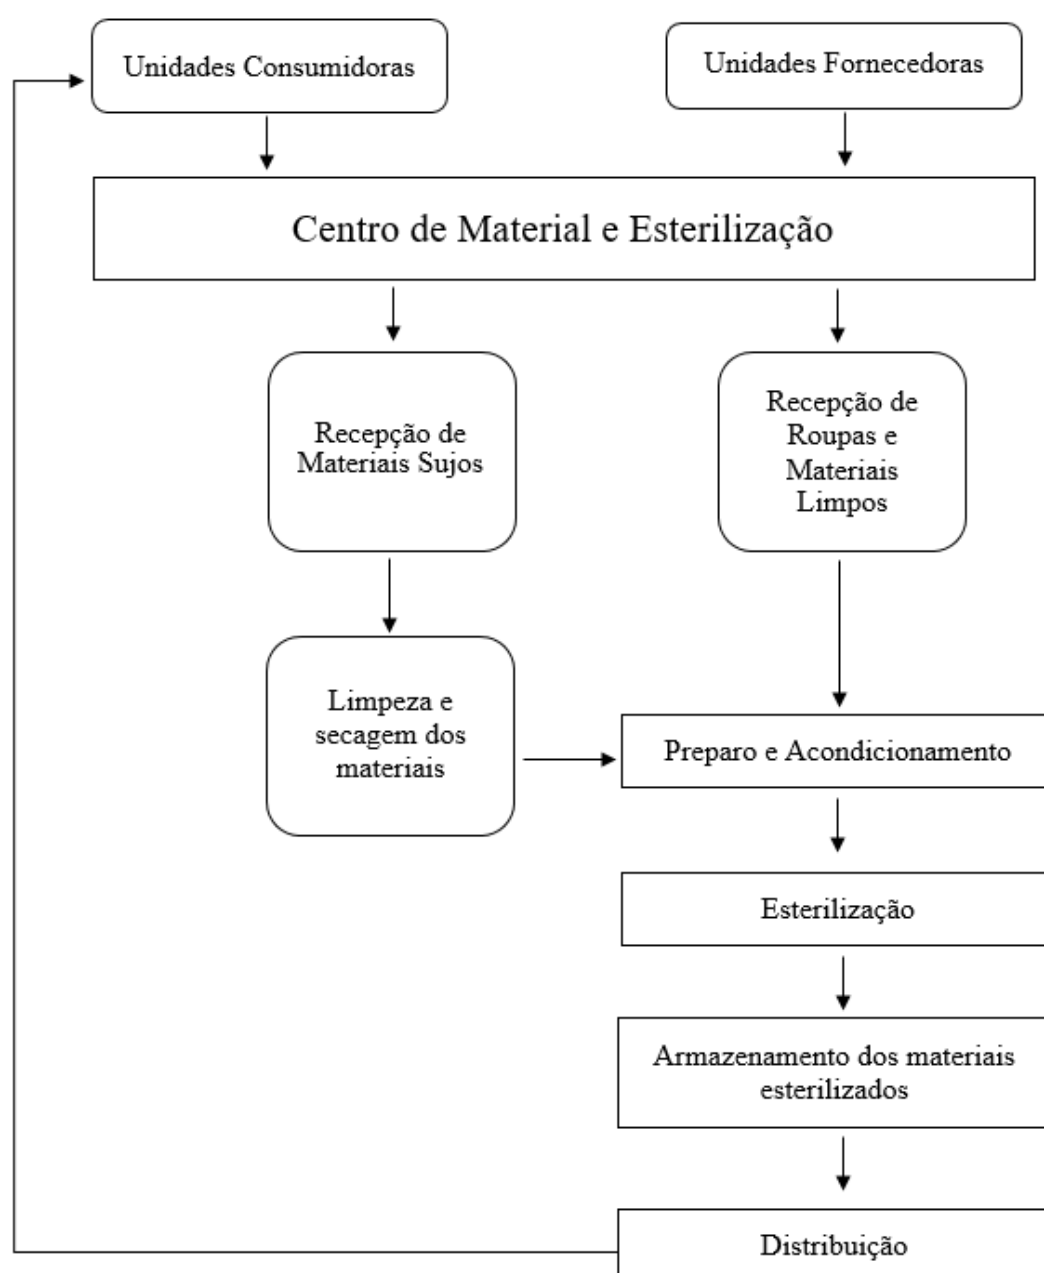 Unidades Consumidoras
Unidades Fornecedoras
Centro de Material e Esterilização
Recepção de
Materiais Sujos
Recepção de
Roupas e
Materiais
Limpos
Limpeza e
secagem dos
materiais
Preparo e Acondicionamento
Esterilização
Armazenamento dos materiais
esterilizados
Distribuição